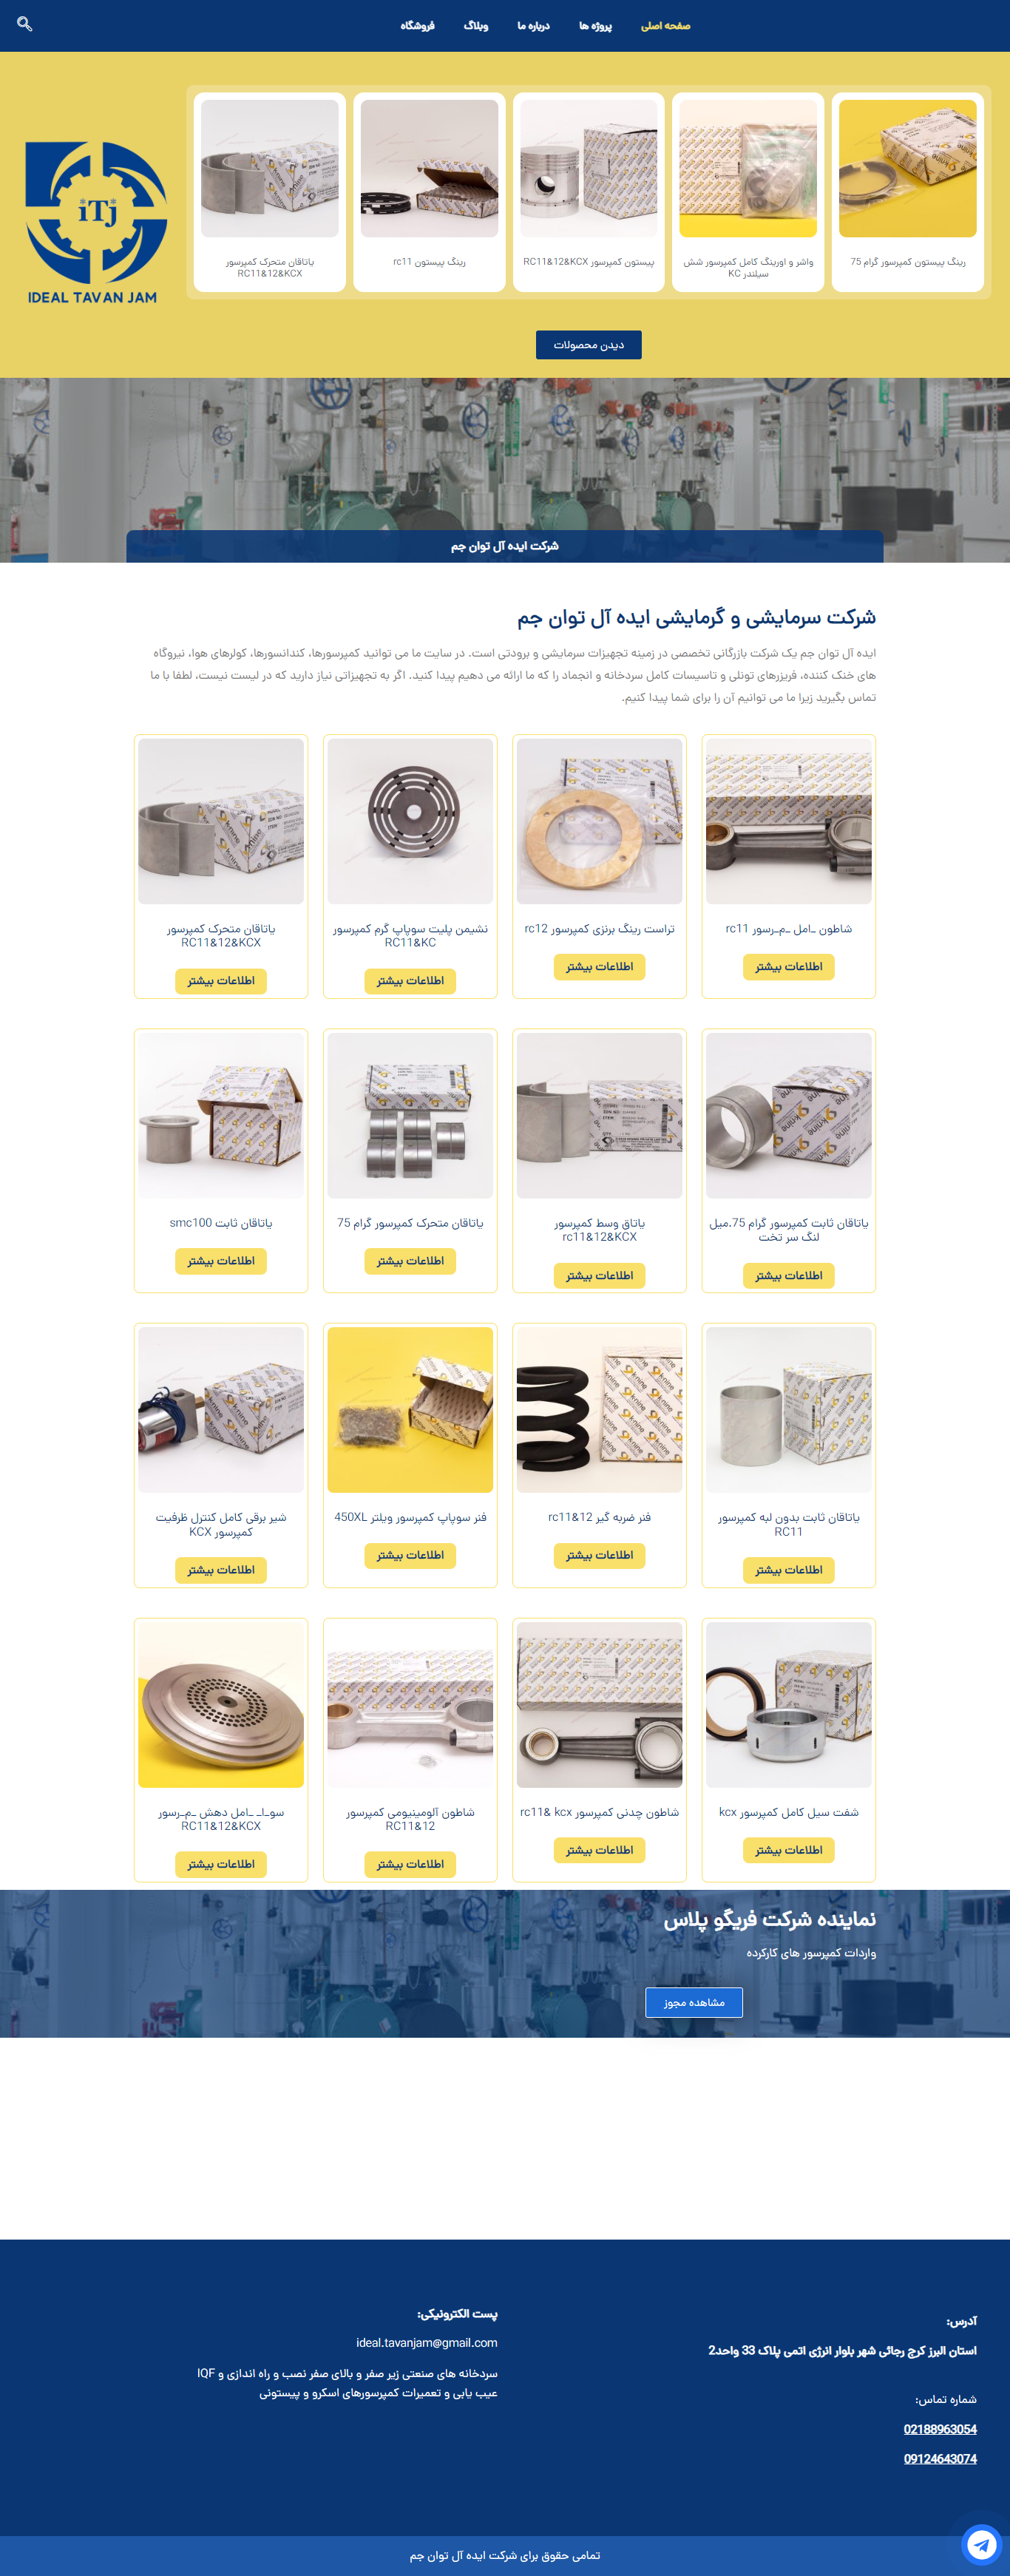 صفحه اصلی
پروژه ها
درباره ما
وبلاگ
فروشگاه
رینگ پیستون کمپرسور گرام 75
واشر و اورینگ کامل کمپرسور شش
سیلندر KC
پیستون کمپرسور RC11&12&KCX
رینگ پیستون rc11
یاتاقان متحرک کمپرسور
RC11&12&KCX
iTj
IDEAL TAVAN JAM
دیدن محصولات
شرکت ایده آل توان جم
شرکت سرمایشی و گرمایشی ایده آل توان جم
ایده آل توان جم یک شرکت بازرگانی تخصصی در زمینه تجهیزات سرمایشی و برودتی است. در سایت ما می توانید کمپرسورها، کندانسورها، کولرهای هوا، نیروگاه
های خنک کننده، فریزرهای تونلی و تاسیسات کامل سردخانه و انجماد را که ما ارائه می دهیم پیدا کنید. اگر به تجهیزاتی نیاز دارید که در لیست نیست، لطفا با ما
تماس بگیرید زیرا ما می توانیم آن را برای شما پیدا کنیم.
شاطون ـامل ـمـرسور rc11
اطلاعات بیشتر
تراست رینگ برنزی کمپرسور rc12
اطلاعات بیشتر
نشیمن پلیت سوپاپ گرم کمپرسور
RC11&KC
اطلاعات بیشتر
یاتاقان متحرک کمپرسور
RC11&12&KCX
اطلاعات بیشتر
یاتاقان ثابت کمپرسور گرام 75.میل
لنگ سر تخت
اطلاعات بیشتر
یاتاق وسط کمپرسور
rc11&12&KCX
اطلاعات بیشتر
یاتاقان متحرک کمپرسور گرام 75
اطلاعات بیشتر
یاتاقان ثابت smc100
اطلاعات بیشتر
یاتاقان ثابت بدون لبه کمپرسور
RC11
اطلاعات بیشتر
فنر ضربه گیر rc11&12
اطلاعات بیشتر
فنر سوپاپ کمپرسور ویلتر 450XL
اطلاعات بیشتر
شیر برقی کامل کنترل ظرفیت
کمپرسور KCX
اطلاعات بیشتر
شفت سیل کامل کمپرسور kcx
اطلاعات بیشتر
شاطون چدنی کمپرسور rc11& kcx
اطلاعات بیشتر
شاطون آلومینیومی کمپرسور
RC11&12
اطلاعات بیشتر
سوـاـ ـامل دهش ـمـرسور
RC11&12&KCX
اطلاعات بیشتر
نماینده شرکت فریگو پلاس
واردات کمپرسور های کارکرده
مشاهده مجوز
آدرس:
استان البرز کرج رجائی شهر بلوار انرژی اتمی پلاک 33 واحد2
شماره تماس:
02188963054
09124643074
پست الکترونیکی:
ideal.tavanjam@gmail.com
سردخانه های صنعتی زیر صفر و بالای صفر نصب و راه اندازی و IQF
عیب یابی و تعمیرات کمپرسورهای اسکرو و پیستونی
تمامی حقوق برای شرکت ایده آل توان جم